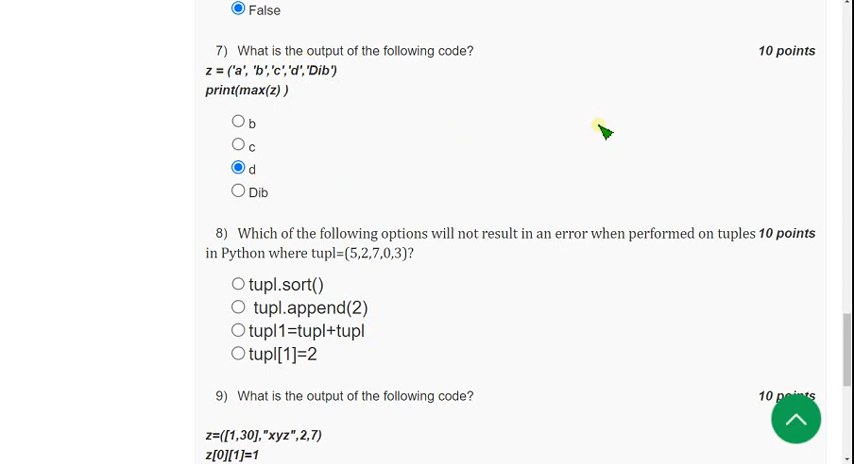 False
7) What is the output of the following code? 10 points
z = ('a', 'b','c','d','Dib')
print(max(z) )
b
c
d
Dib
8) Which of the following options will not result in an error when performed on tuples 10 points
in Python where tupl=(5,2,7,0,3)?
tupl.sort()
tupl.append(2)
tupl1=tupl+tupl
tupl[1]=2
9) What is the output of the following code? 10 points
z=([1,30],"xyz",2,7)
z[0][1]=1